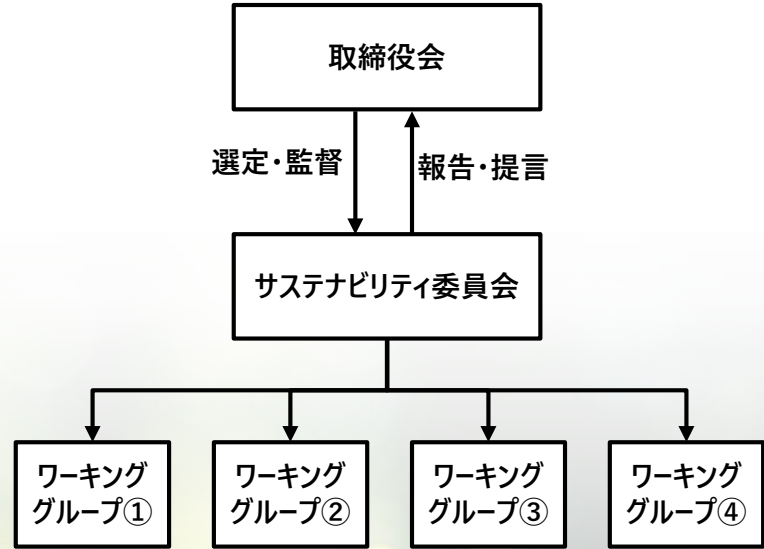 取締役会
選定・監督
報告・提言
サステナビリティ委員会
ワーキング
グループ①
ワーキング
グループ②
ワーキング
グループ③
ワーキング
グループ④